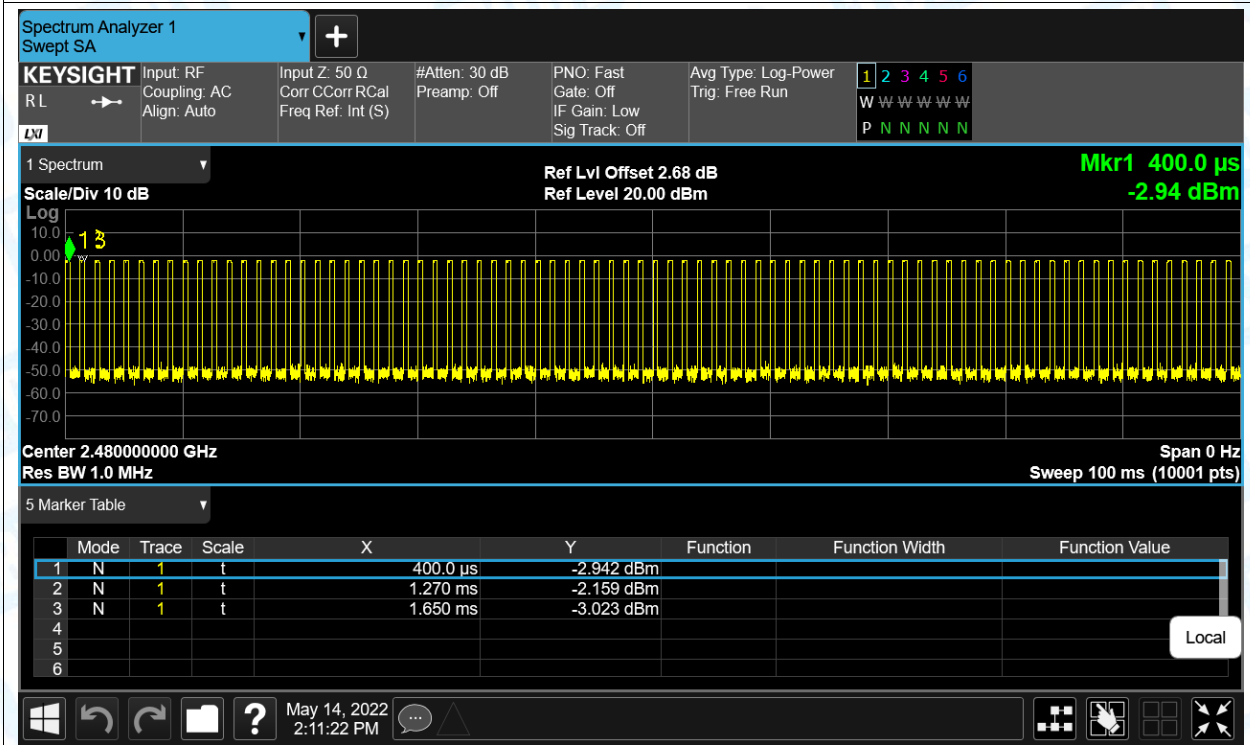 Spectrum Analyzer 1
Swept SA
KEYSIGHT
R L
LXI
Input: RF
Coupling: AC
Align: Auto
Input Z: 50 Ω
Corr CCorr RCal
Freq Ref: Int (S)
#Atten: 30 dB
Preamp: Off
PNO: Fast
Gate: Off
IF Gain: Low
Sig Track: Off
Avg Type: Log-Power
Trig: Free Run
1 2 3 4 5 6
W W W W W W
P N N N N N
1 Spectrum
Scale/Div 10 dB
Ref Lvl Offset 2.68 dB
Ref Level 20.00 dBm
Mkr1 400.0 µs
-2.94 dBm
Log
10.0
0.00
-10.0
-20.0
-30.0
-40.0
-50.0
-60.0
-70.0
1 3
Center 2.480000000 GHz
Res BW 1.0 MHz
Span 0 Hz
Sweep 100 ms (10001 pts)
5 Marker Table
Mode Trace Scale X Y Function Function Width Function Value
1 N 1 t 400.0 µs -2.942 dBm
2 N 1 t 1.270 ms -2.159 dBm
3 N 1 t 1.650 ms -3.023 dBm
4
5
6
Local
?
May 14, 2022
2:11:22 PM